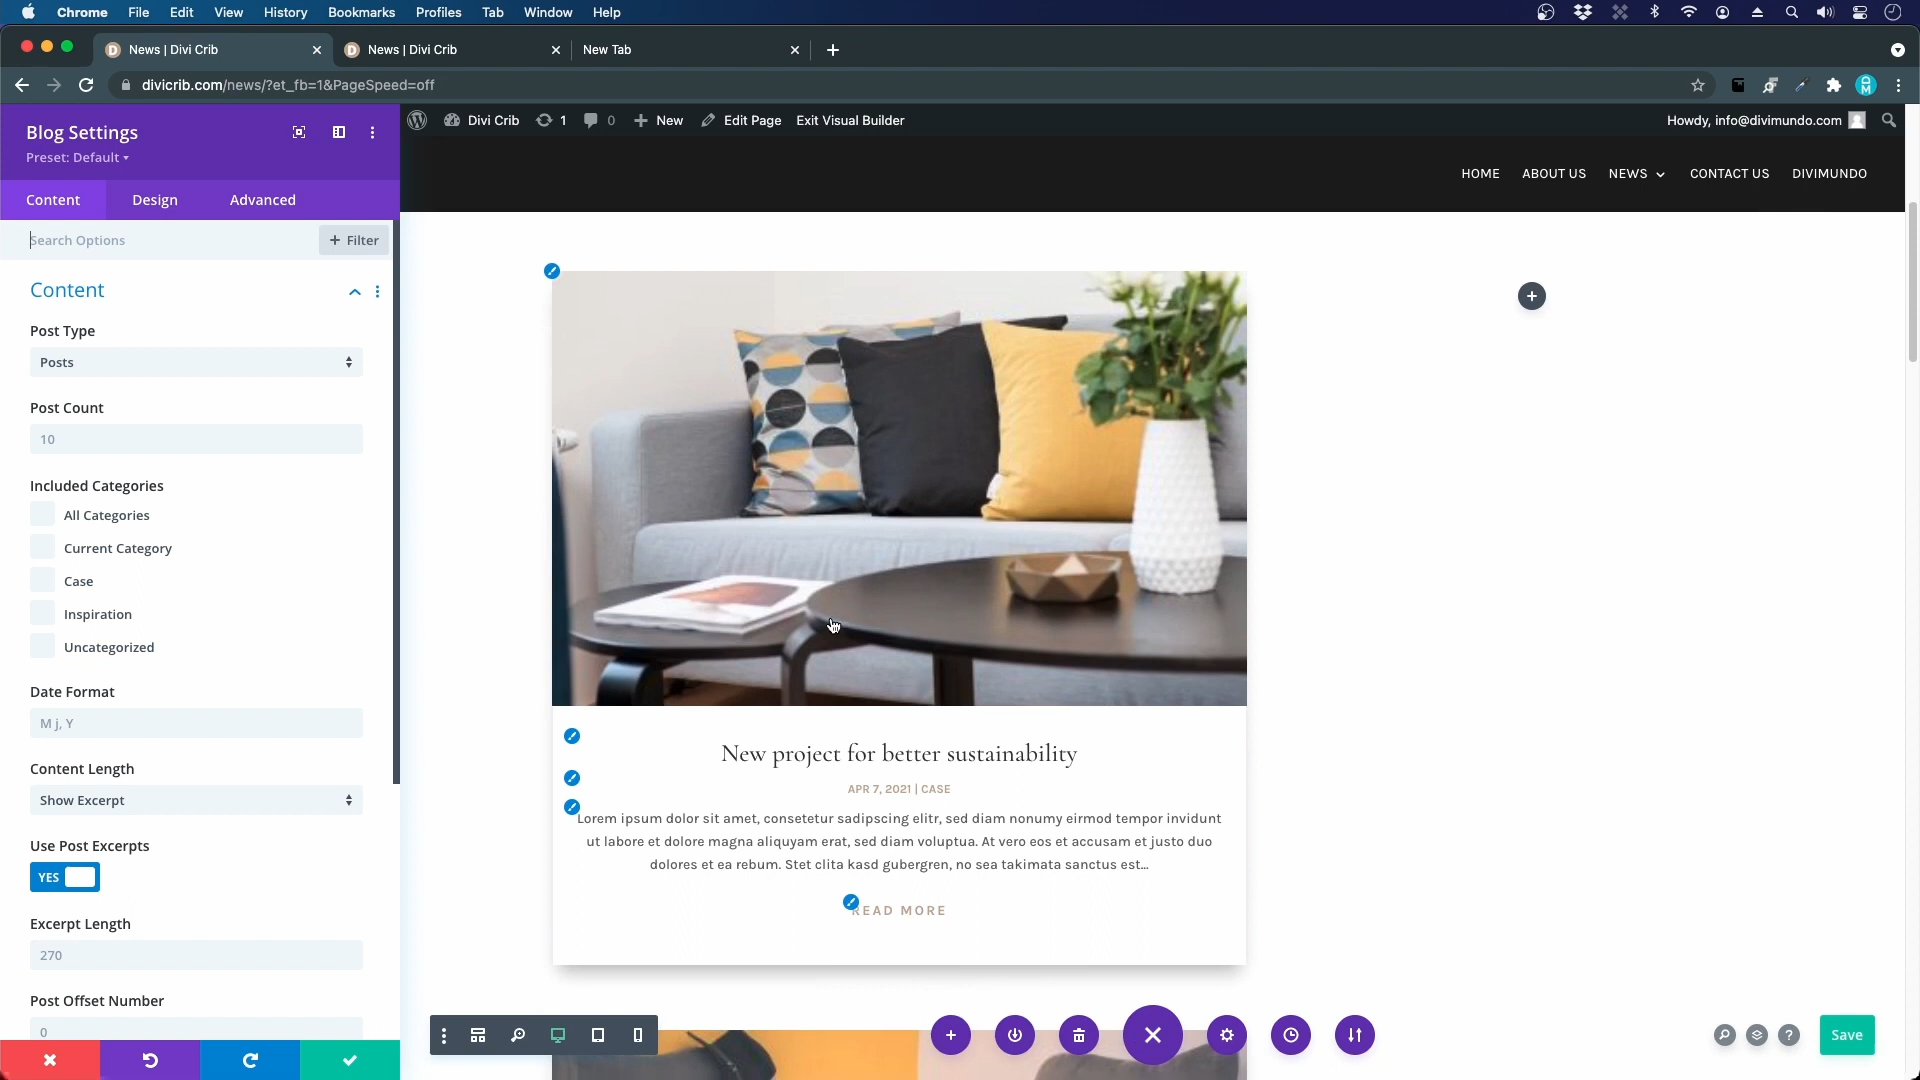 Chrome File Edit View History Bookmarks Profiles Tab Window Help
News | Divi Crib
News | Divi Crib
New Tab
divicrib.com/news/?et_fb=1&PageSpeed=off
Blog Settings
Preset: Default
Content Design Advanced
Search Options
+ Filter
Content
Post Type
Posts
Post Count
10
Included Categories
All Categories
Current Category
Case
Inspiration
Uncategorized
Date Format
M j, Y
Content Length
Show Excerpt
Use Post Excerpts
YES
Excerpt Length
270
Post Offset Number
0
Divi Crib 1 0 New Edit Page Exit Visual Builder
Howdy, info@divimundo.com
HOME ABOUT US NEWS CONTACT US DIVIMUNDO
New project for better sustainability
APR 7, 2021 | CASE
Lorem ipsum dolor sit amet, consetetur sadipscing elitr, sed diam nonumy eirmod tempor invidunt
ut labore et dolore magna aliquyam erat, sed diam voluptua. At vero eos et accusam et justo duo
dolores et ea rebum. Stet clita kasd gubergren, no sea takimata sanctus est...
READ MORE
Save